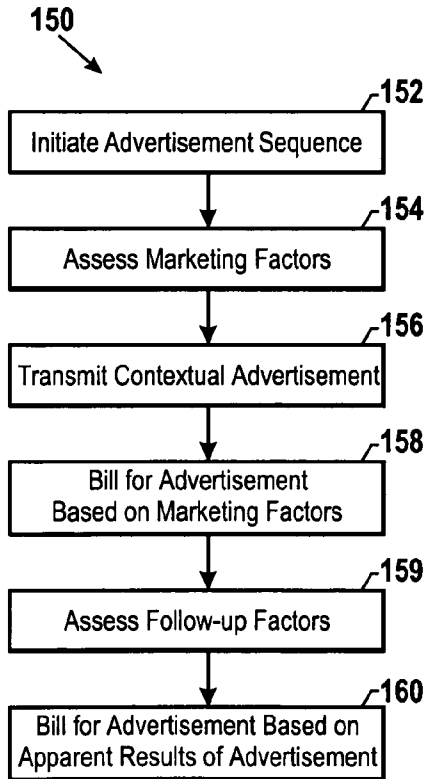 150
152
Initiate Advertisement Sequence
154
Assess Marketing Factors
156
Transmit Contextual Advertisement
158
Bill for Advertisement
Based on Marketing Factors
159
Assess Follow-up Factors
160
Bill for Advertisement Based on
Apparent Results of Advertisement